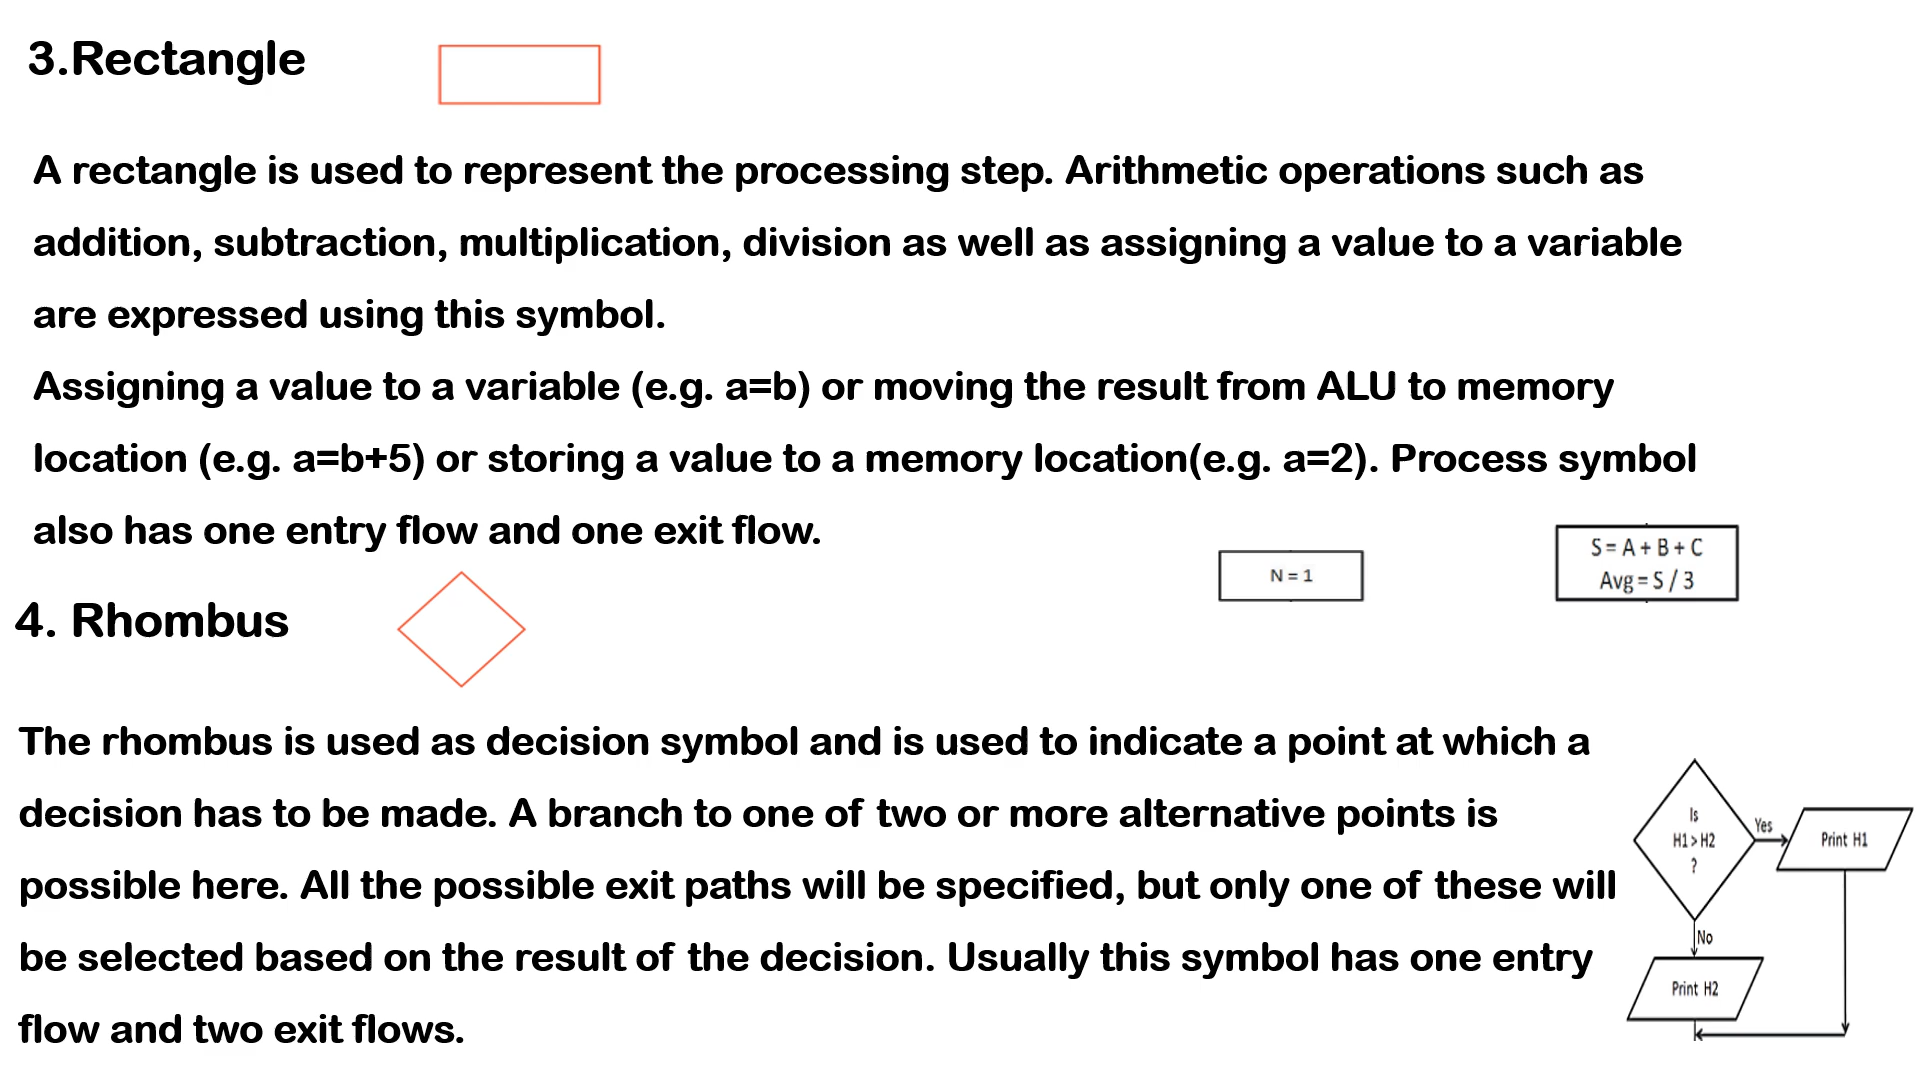 3.Rectangle
A rectangle is used to represent the processing step. Arithmetic operations such as
addition, subtraction, multiplication, division as well as assigning a value to a variable
are expressed using this symbol.
Assigning a value to a variable (e.g. a=b) or moving the result from ALU to memory
location (e.g. a=b+5) or storing a value to a memory location(e.g. a=2). Process symbol
also has one entry flow and one exit flow.
N = 1
S = A + B + C
Avg = S / 3
4. Rhombus
The rhombus is used as decision symbol and is used to indicate a point at which a
decision has to be made. A branch to one of two or more alternative points is
possible here. All the possible exit paths will be specified, but only one of these will
be selected based on the result of the decision. Usually this symbol has one entry
flow and two exit flows.
Is
H1 > H2
?
Yes
Print H1
No
Print H2